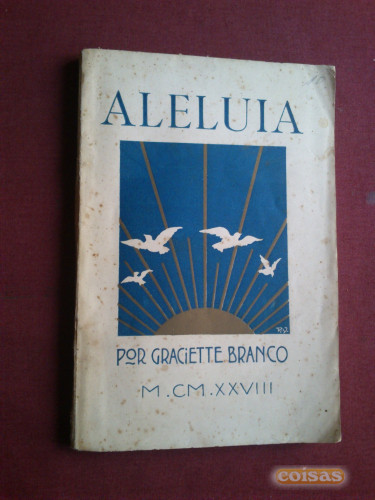 ALELUIA
POR GRACIETTE BRANCO
M.CM.XXVIII
coisas